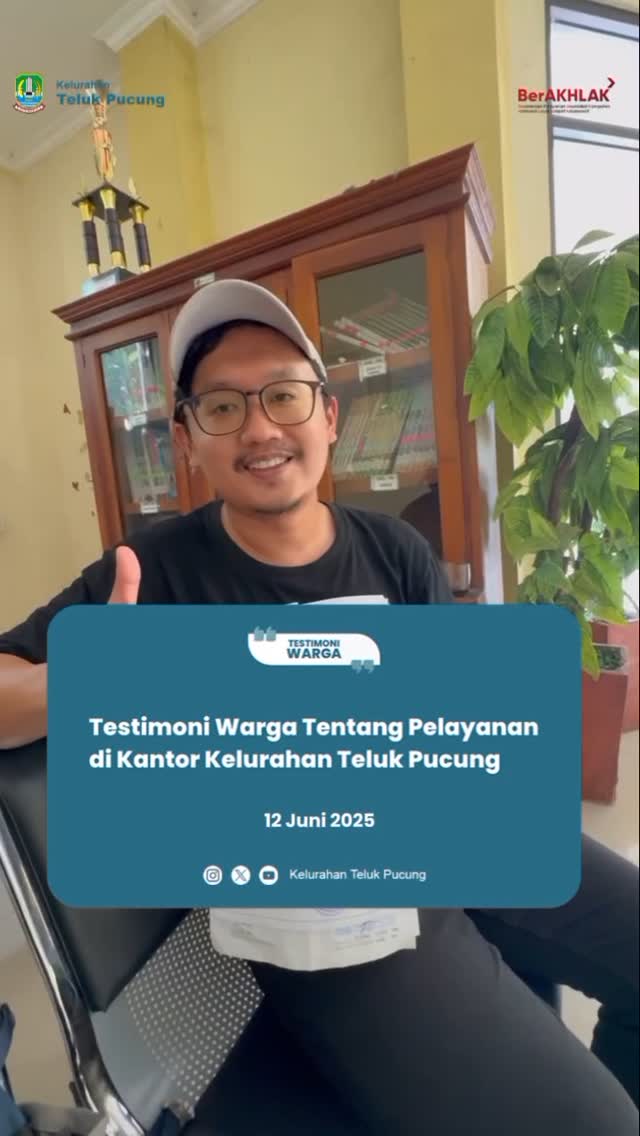 Kelurahan
Teluk Pucung
BerAKHLAK
TESTIMONI
WARGA
Testimoni Warga Tentang Pelayanan
di Kantor Kelurahan Teluk Pucung
12 Juni 2025
Kelurahan Teluk Pucung